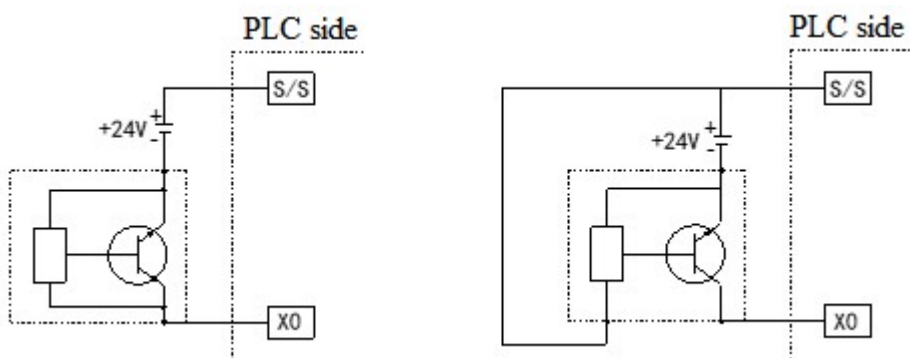 PLC side
S/S
+
+24V
-
X0
PLC side
S/S
+
+24V
-
X0